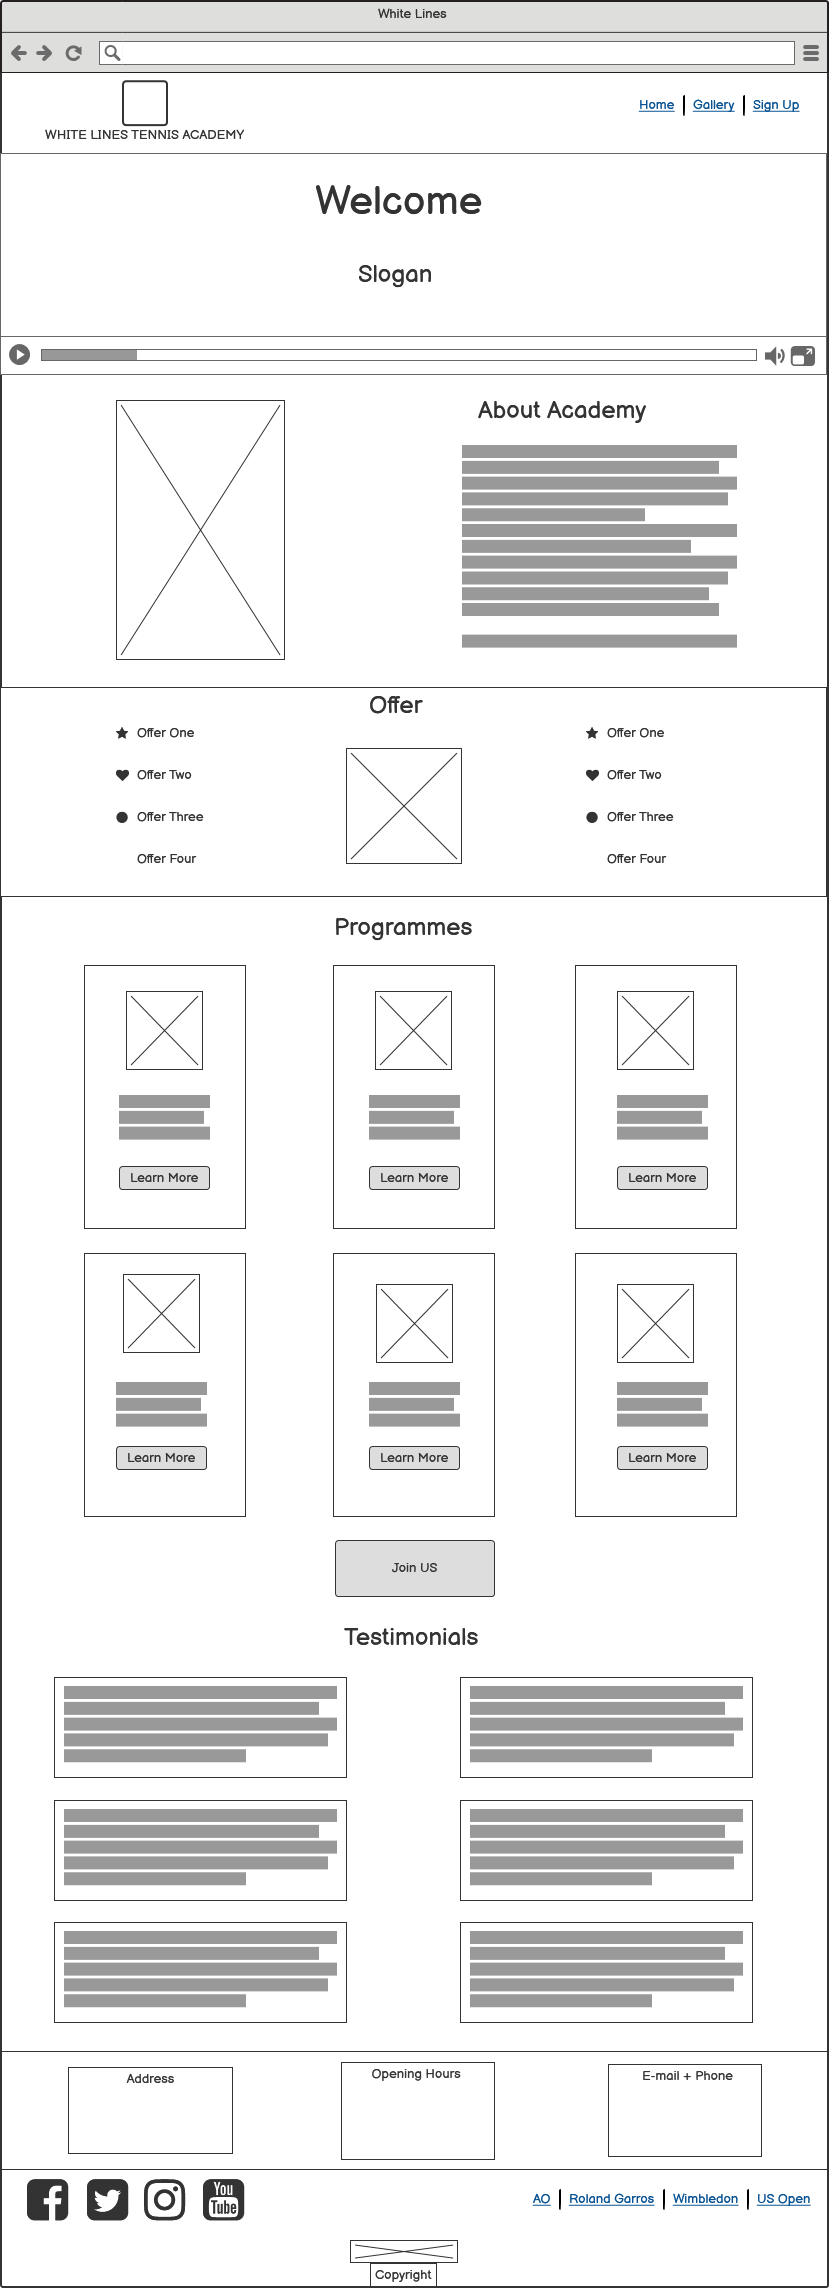 White Lines
WHITE LINES TENNIS ACADEMY
Home
Gallery
Sign Up
Welcome
Slogan
About Academy
Offer
Offer One
Offer Two
Offer Three
Offer Four
Offer One
Offer Two
Offer Three
Offer Four
Programmes
Learn More
Learn More
Learn More
Learn More
Learn More
Learn More
Join US
Testimonials
Address
Opening Hours
E-mail + Phone
You
Tube
AO
Roland Garros
Wimbledon
US Open
Copyright